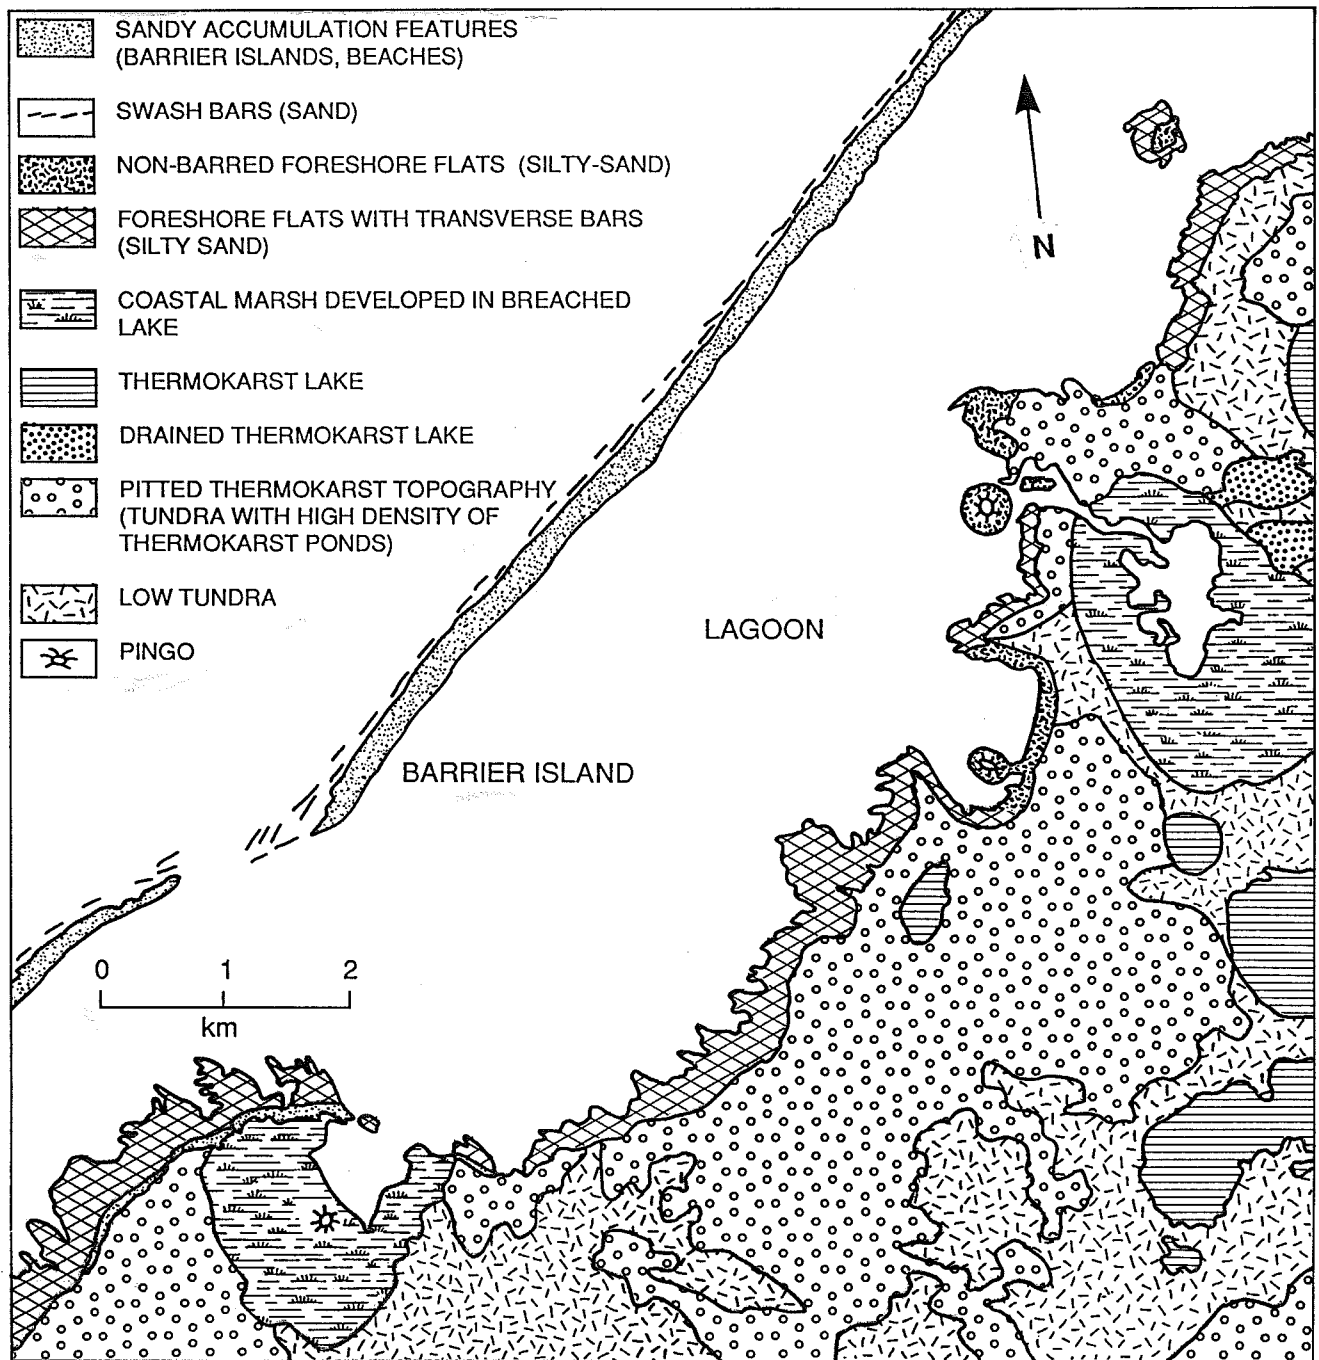 SANDY ACCUMULATION FEATURES
(BARRIER ISLANDS, BEACHES)
SWASH BARS (SAND)
NON-BARRED FORESHORE FLATS (SILTY-SAND)
FORESHORE FLATS WITH TRANSVERSE BARS
(SILTY SAND)
COASTAL MARSH DEVELOPED IN BREACHED
LAKE
THERMOKARST LAKE
DRAINED THERMOKARST LAKE
PITTED THERMOKARST TOPOGRAPHY
(TUNDRA WITH HIGH DENSITY OF
THERMOKARST PONDS)
LOW TUNDRA
PINGO
N
LAGOON
BARRIER ISLAND
0 1 2
km